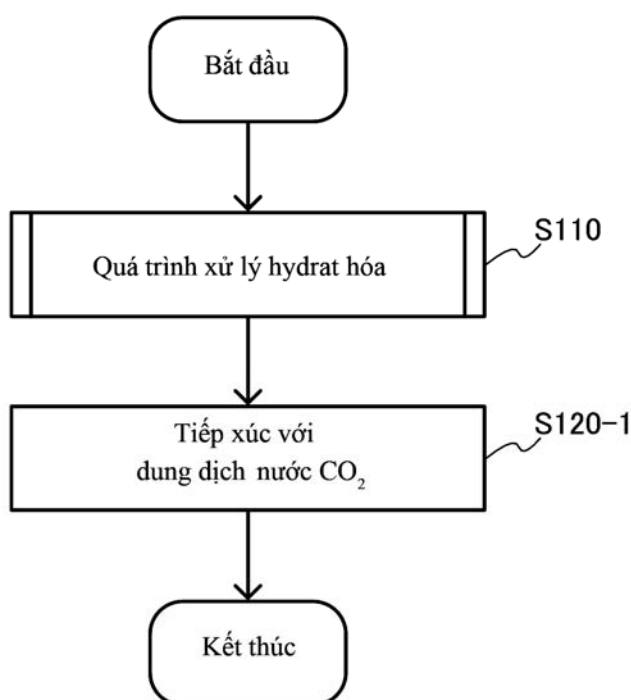 Bắt đầu
Quá trình xử lý hydrat hóa
S110
Tiếp xúc với
dung dịch nước CO₂
S120-1
Kết thúc